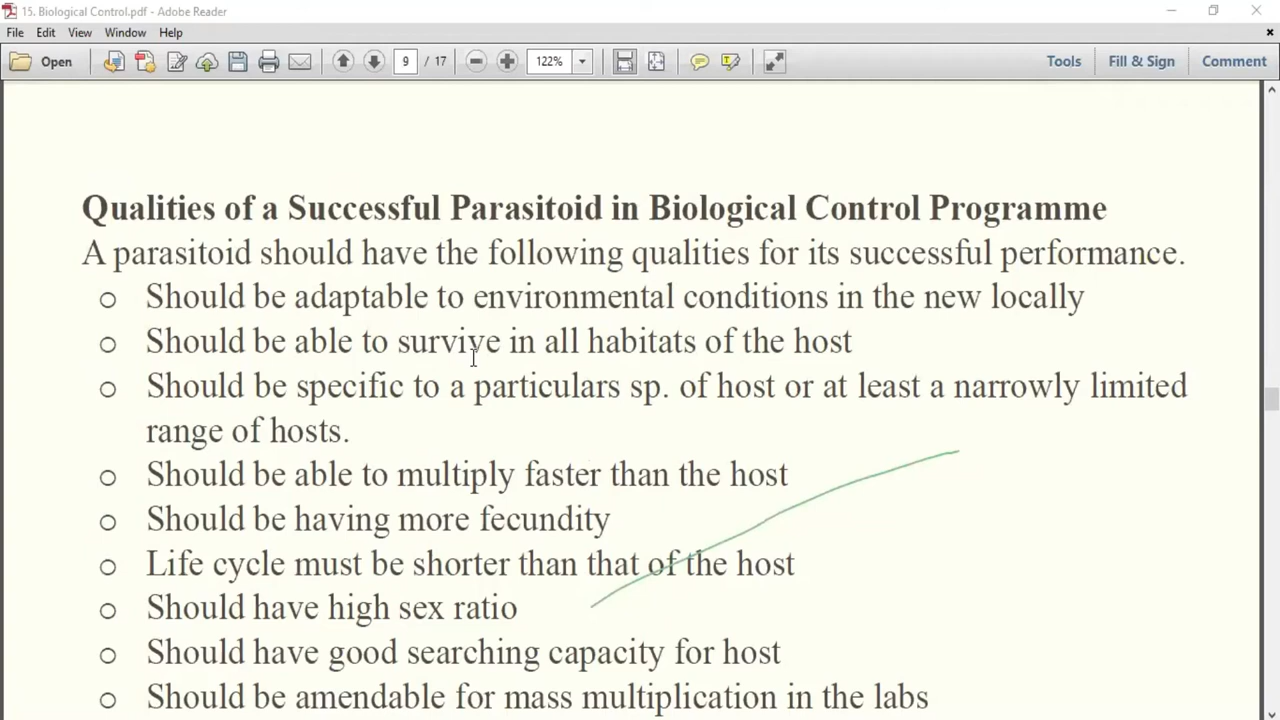 15. Biological Control.pdf - Adobe Reader
File Edit View Window Help
Open 9 / 17 122% Tools Fill & Sign Comment
Qualities of a Successful Parasitoid in Biological Control Programme
A parasitoid should have the following qualities for its successful performance.
o Should be adaptable to environmental conditions in the new locally
o Should be able to survive in all habitats of the host
o Should be specific to a particulars sp. of host or at least a narrowly limited
range of hosts.
o Should be able to multiply faster than the host
o Should be having more fecundity
o Life cycle must be shorter than that of the host
o Should have high sex ratio
o Should have good searching capacity for host
o Should be amendable for mass multiplication in the labs